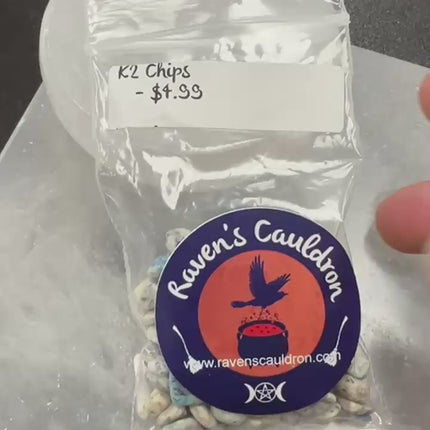 K2 Chips
- $4.99
Raven's Cauldron
www.ravenscauldron.com